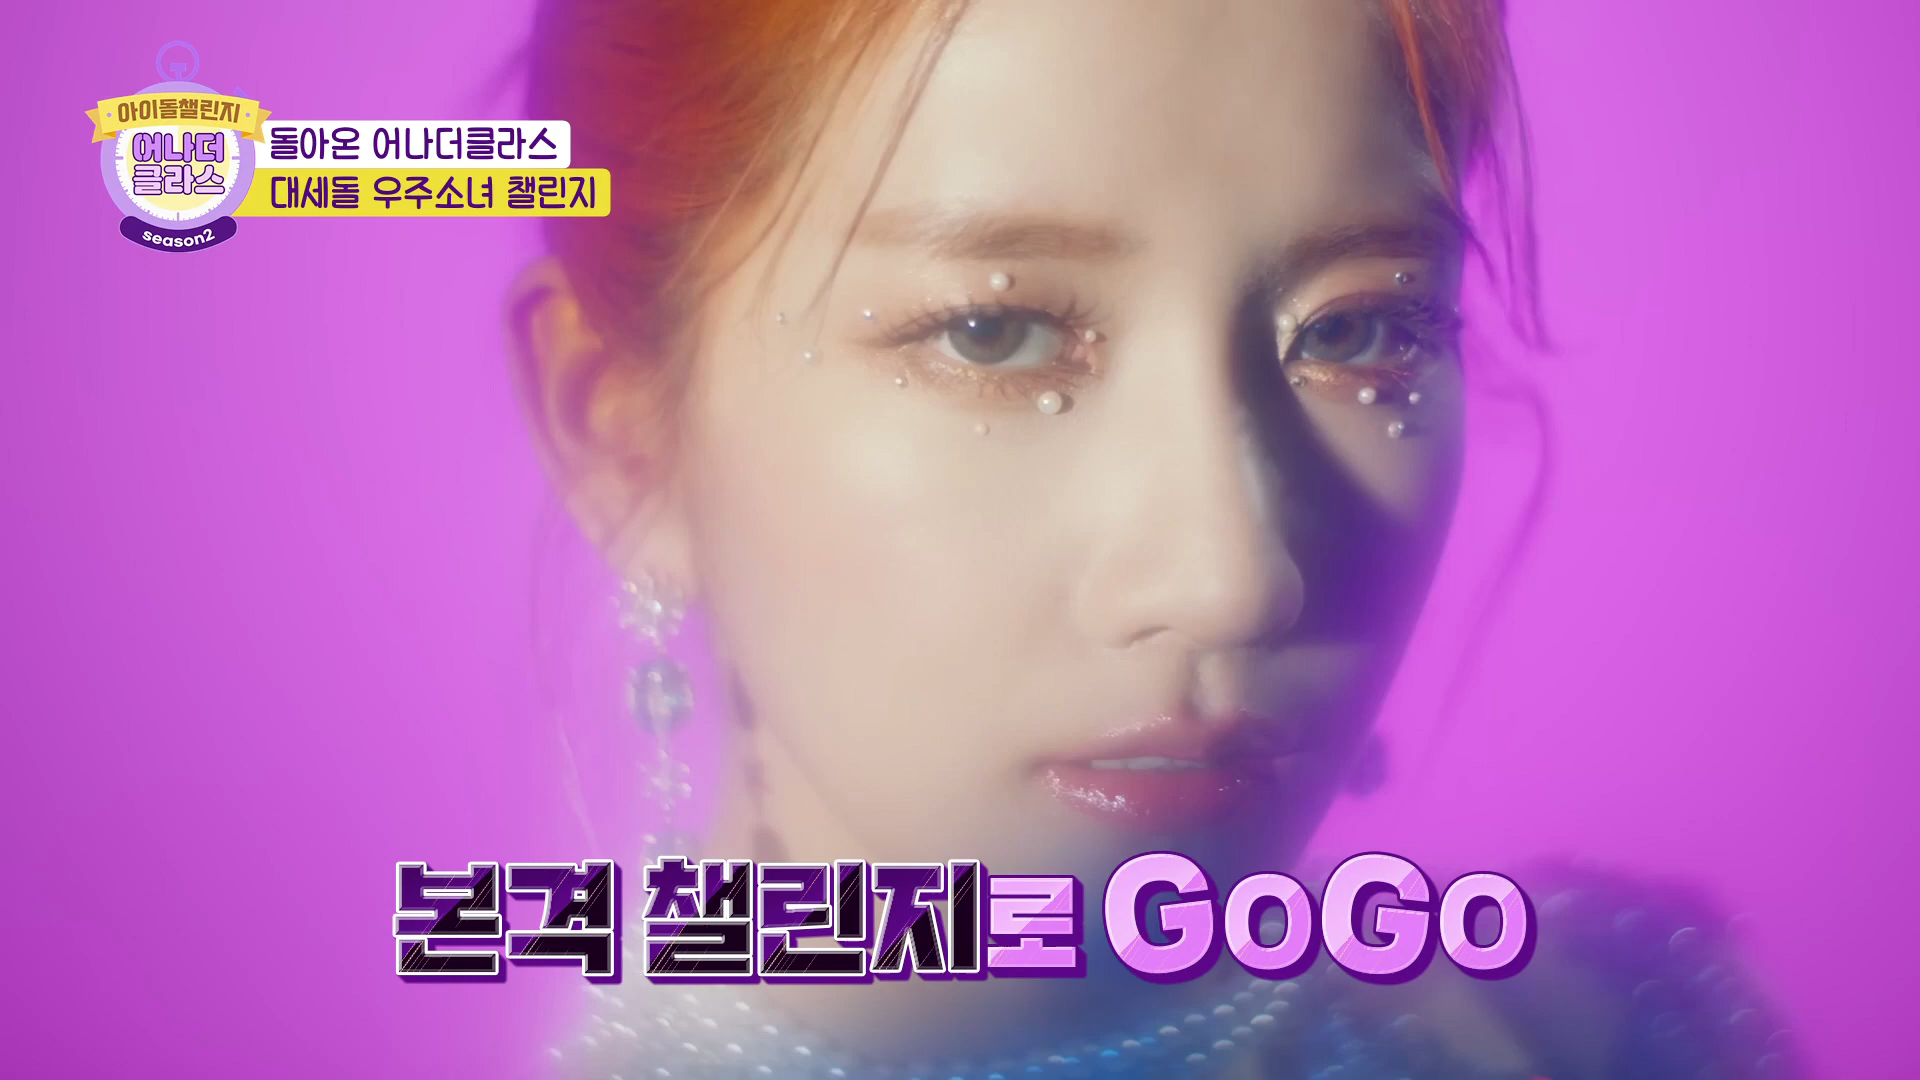 아이돌챌린지
어나더
클라스
season2
돌아온 어나더클라스
대세돌 우주소녀 챌린지
본격 챌린지로 GoGo